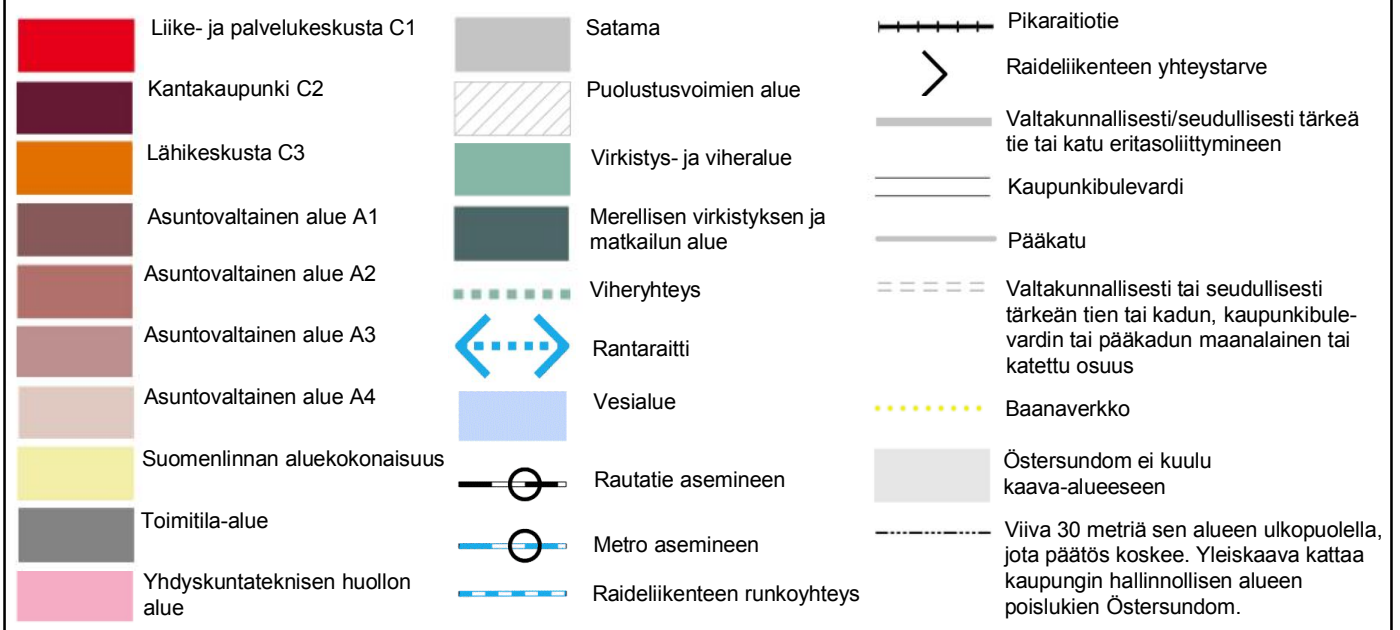 Liike- ja palvelukeskusta C1
Kantakaupunki C2
Lähikeskusta C3
Asuntovaltainen alue A1
Asuntovaltainen alue A2
Asuntovaltainen alue A3
Asuntovaltainen alue A4
Suomenlinnan aluekokonaisuus
Toimitila-alue
Yhdyskuntateknisen huollon
alue
Satama
Puolustusvoimien alue
Virkistys- ja viheralue
Merellisen virkistyksen ja
matkailun alue
Viheryhteys
Rantaraitti
Vesialue
Rautatie asemineen
Metro asemineen
Raideliikenteen runkoyhteys
Pikaraitiotie
Raideliikenteen yhteystarve
Valtakunnallisesti/seudullisesti tärkeä
tie tai katu eritasoliittymineen
Kaupunkibulevardi
Pääkatu
Valtakunnallisesti tai seudullisesti
tärkeän tien tai kadun, kaupunkibule-
vardin tai pääkadun maanalainen tai
katettu osuus
Baanaverkko
Östersundom ei kuulu
kaava-alueeseen
Viiva 30 metriä sen alueen ulkopuolella,
jota päätös koskee. Yleiskaava kattaa
kaupungin hallinnollisen alueen
poislukien Östersundom.